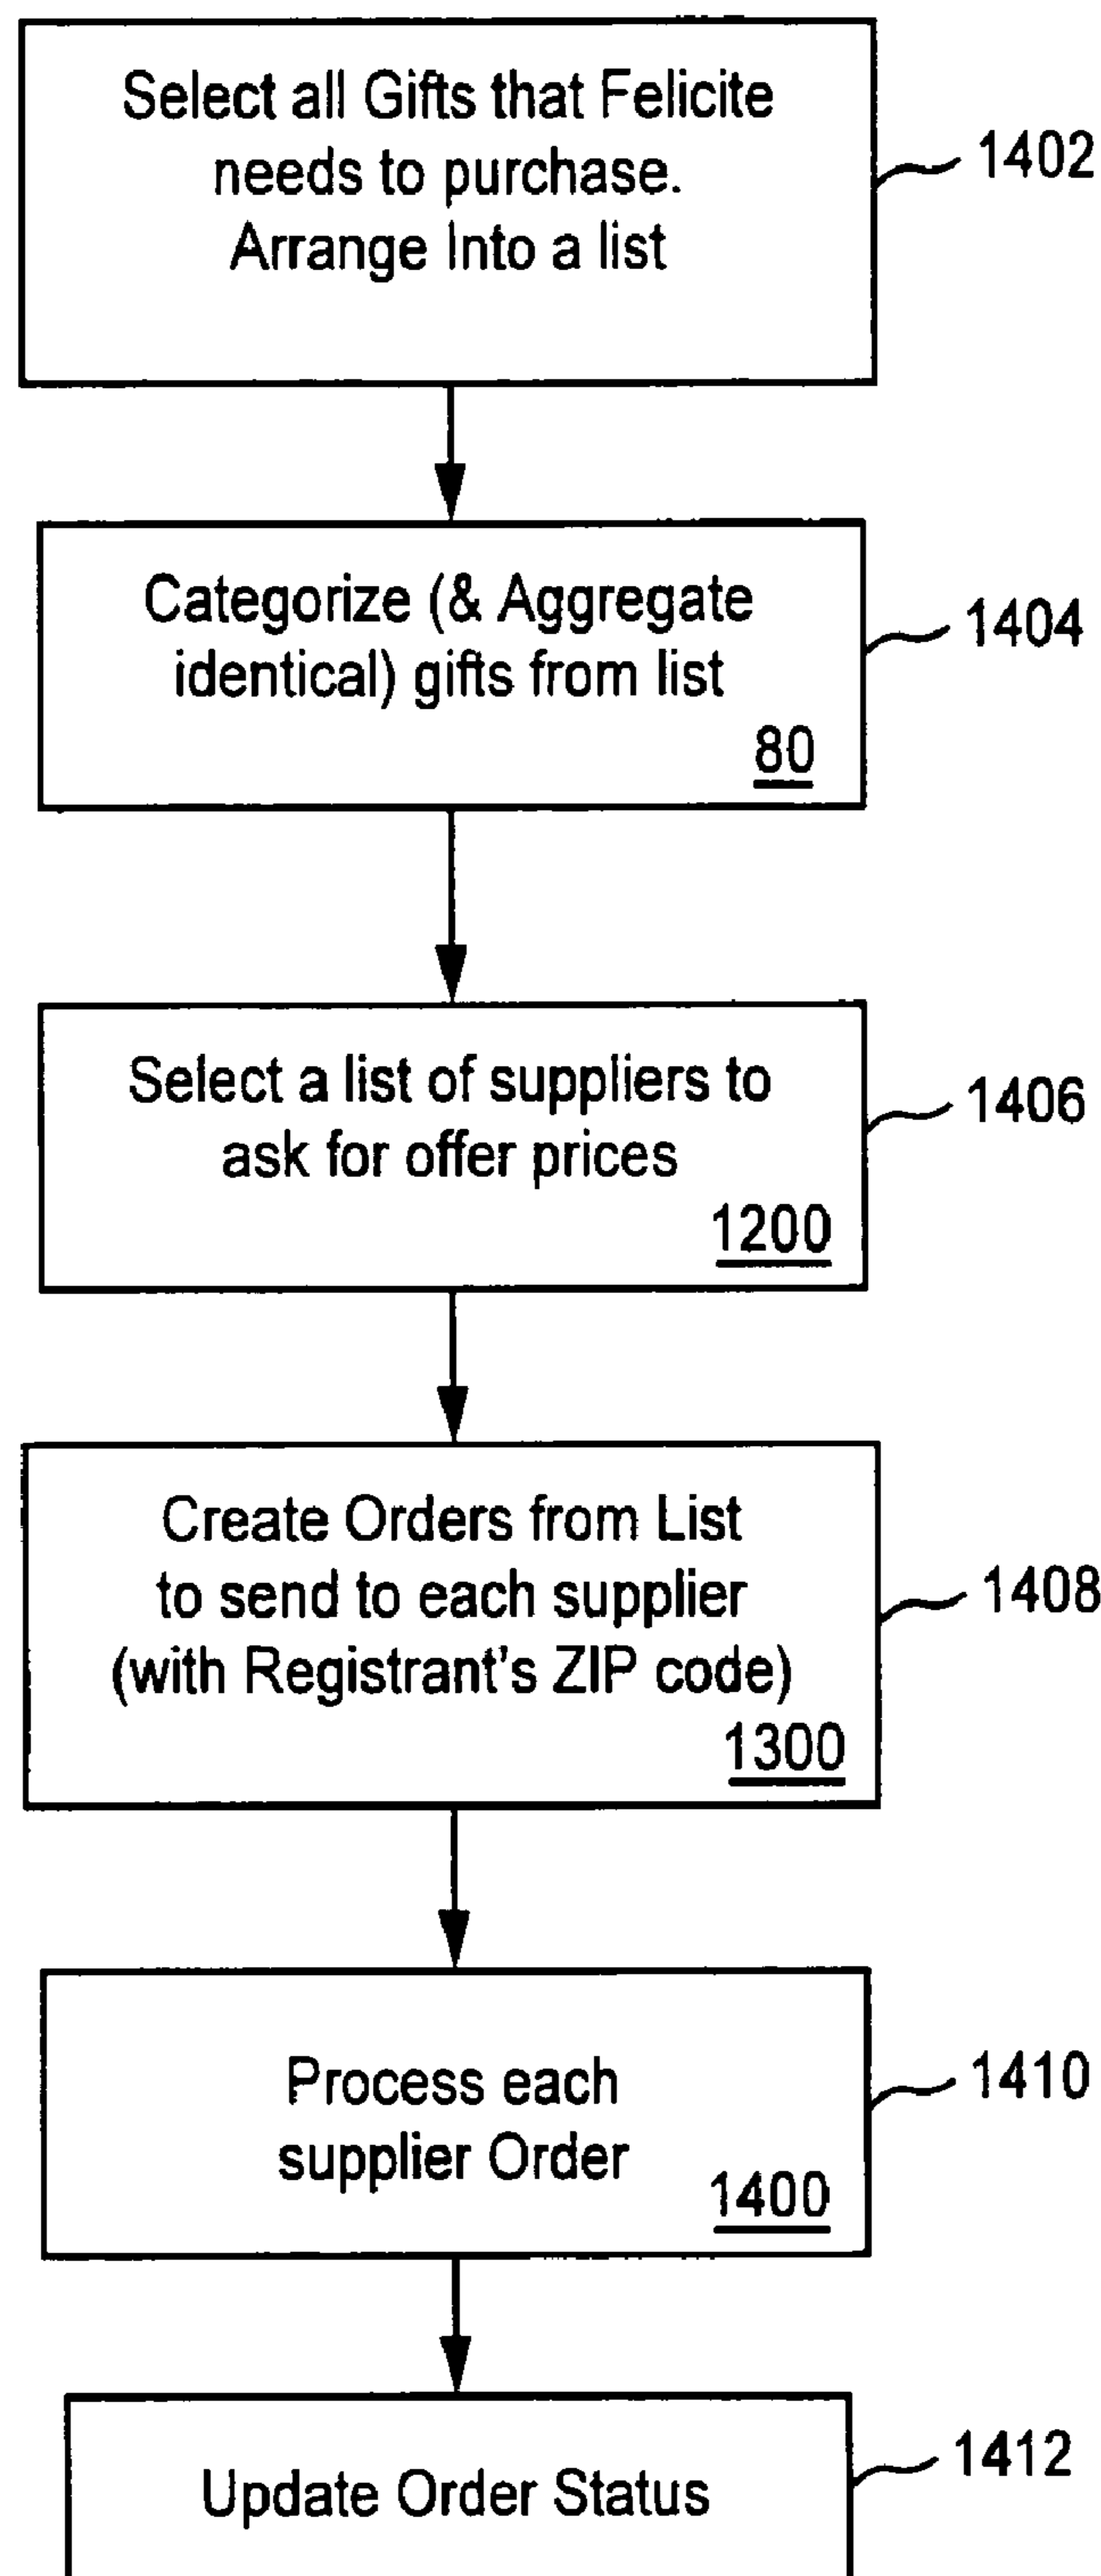 Select all Gifts that Felicite
needs to purchase.
Arrange Into a list
1402
Categorize (& Aggregate
identical) gifts from list
80
1404
Select a list of suppliers to
ask for offer prices
1200
1406
Create Orders from List
to send to each supplier
(with Registrant's ZIP code)
1300
1408
Process each
supplier Order
1400
1410
Update Order Status
1412